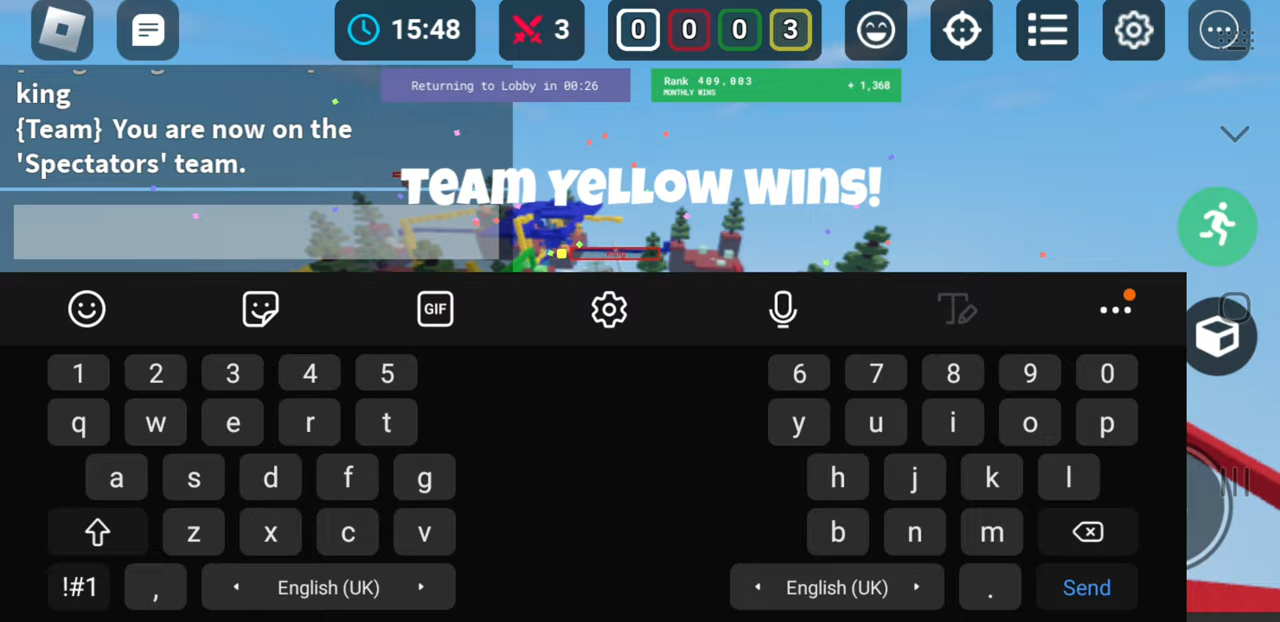 15:48
3
0 0 0 3
Returning to Lobby in 00:26
Rank 409,003
MONTHLY WINS
+ 1,368
king
{Team} You are now on the
'Spectators' team.
TEAM YELLOW WINS!
King
GIF
1 2 3 4 5 6 7 8 9 0
q w e r t y u i o p
a s d f g h j k l
z x c v b n m
!#1 , English (UK) English (UK) . Send